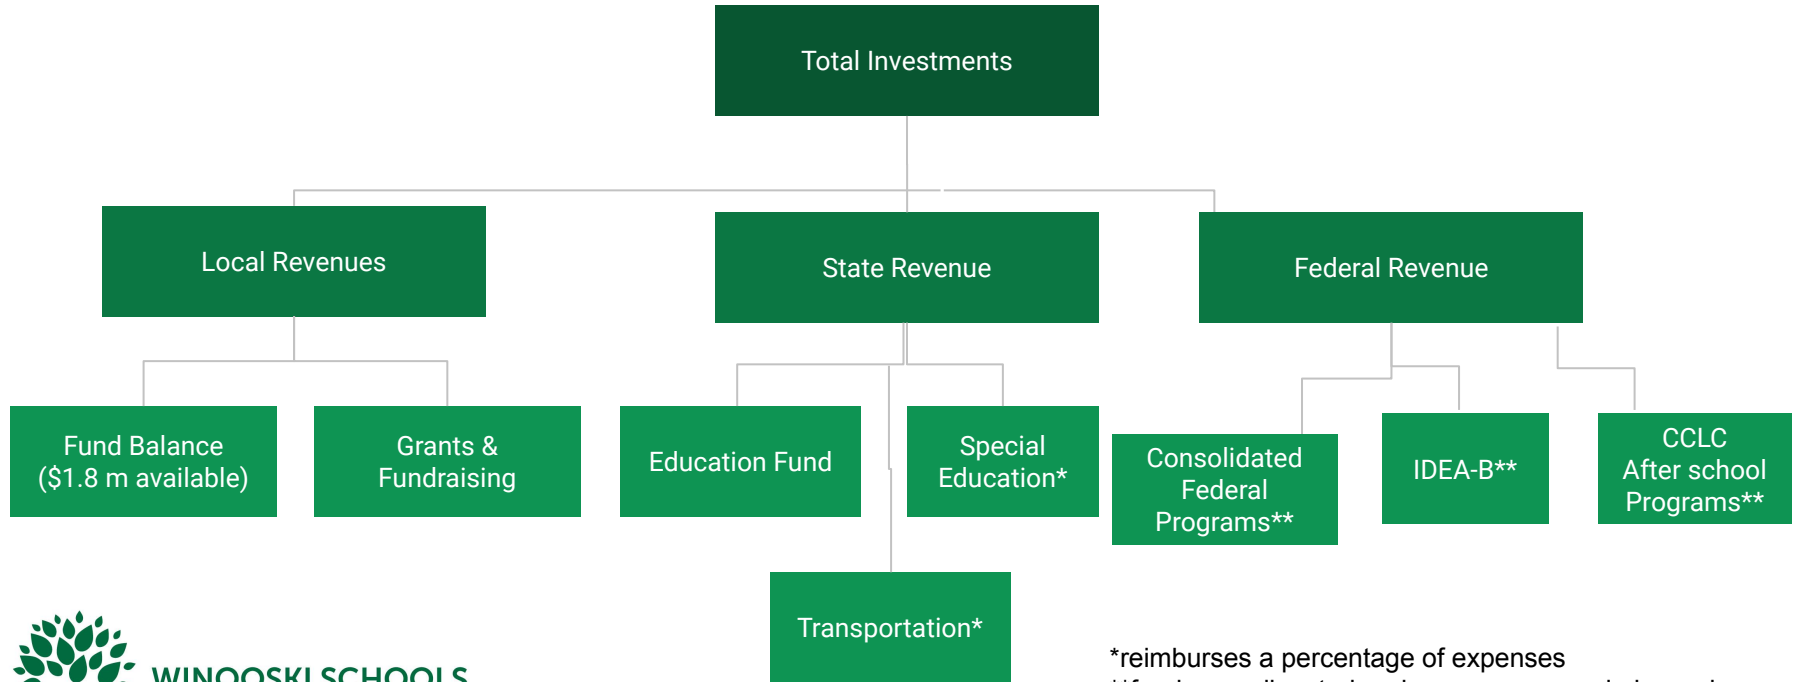 Total Investments
Local Revenues
State Revenue
Federal Revenue
Fund Balance
($1.8 m available)
Grants &
Fundraising
Education Fund
Special
Education*
Consolidated
Federal
Programs**
IDEA-B**
CCLC
After school
Programs**
Transportation*
WINOOSKI SCHOOLS
*reimburses a percentage of expenses